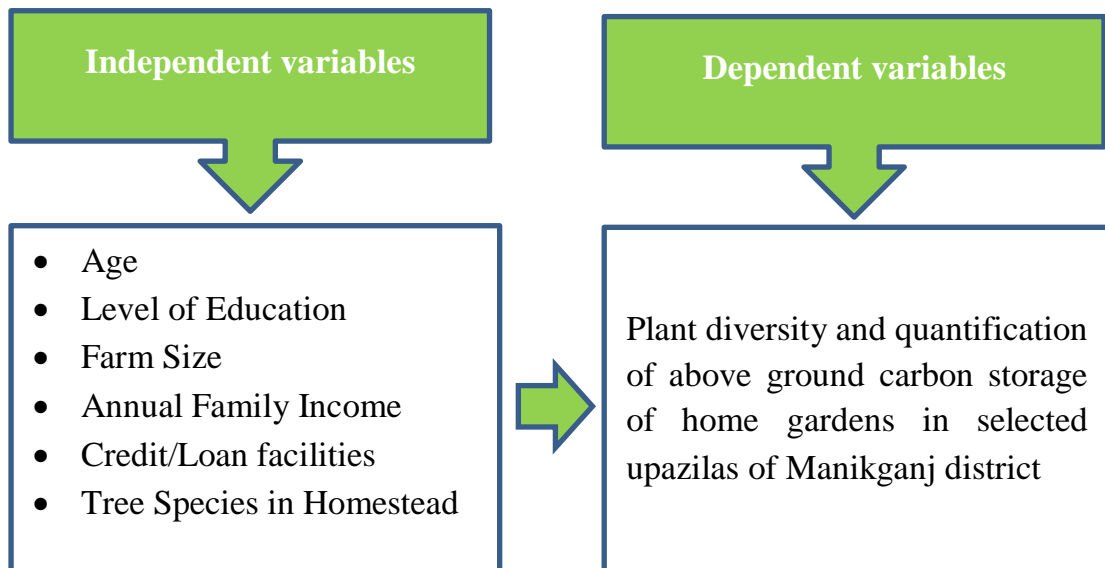 Independent variables
Dependent variables
• Age
• Level of Education
• Farm Size
• Annual Family Income
• Credit/Loan facilities
• Tree Species in Homestead
Plant diversity and quantification
of above ground carbon storage
of home gardens in selected
upazilas of Manikganj district